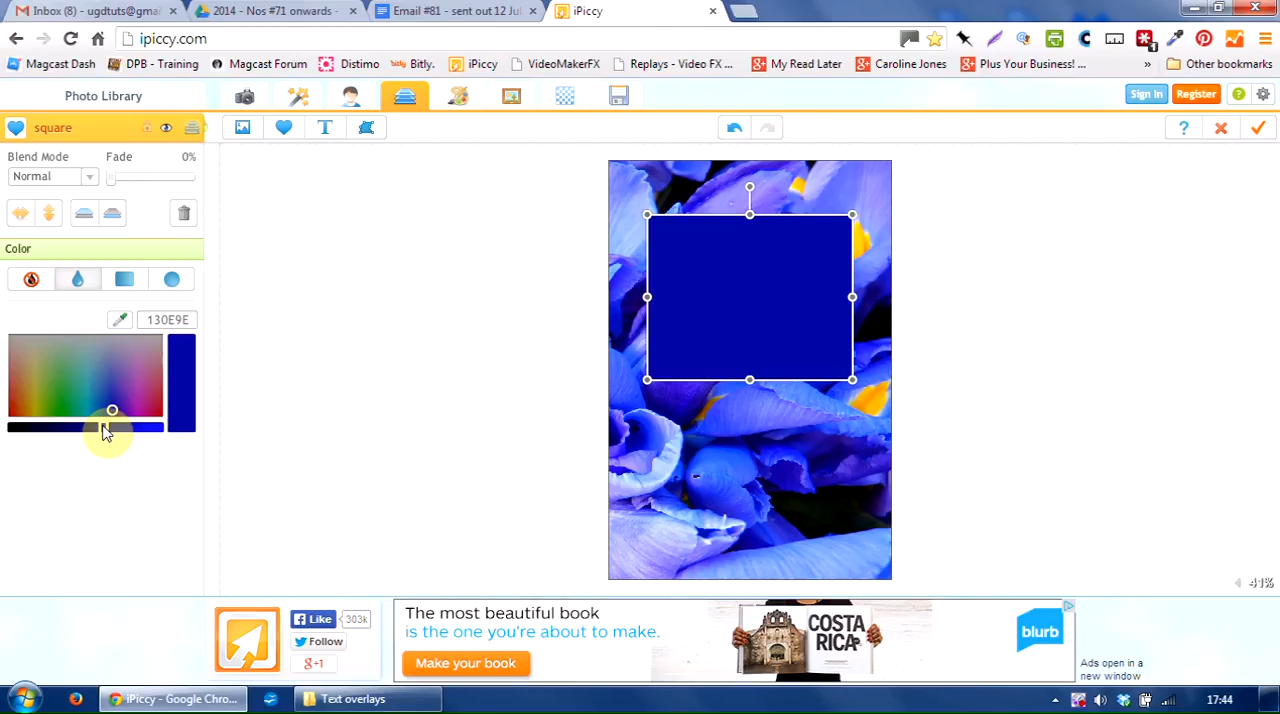 Inbox (8) - ugdtuts@gmai
2014 - Nos #71 onwards -
Email #81 - sent out 12 Jul
iPiccy
ipiccy.com
Magcast Dash
DPB - Training
Magcast Forum
Distimo
bitly Bitly.
iPiccy
VideoMakerFX
Replays - Video FX ...
My Read Later
Caroline Jones
Plus Your Business! ...
»
Other bookmarks
Photo Library
Sign In
Register
square
Blend Mode
Fade
0%
Normal
Color
130E9E
41%
Like
303k
Follow
g+1
The most beautiful book
is the one you're about to make.
Make your book
COSTA
RICA
blurb
Ads open in a
new window
iPiccy - Google Chro...
Text overlays
17:44